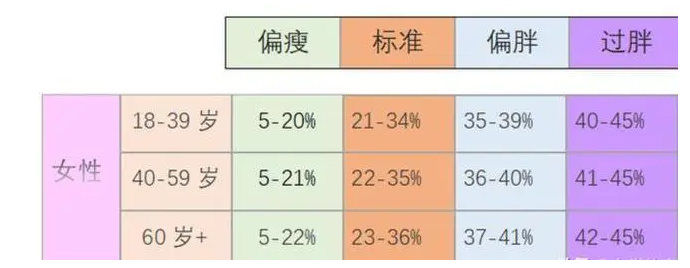 偏瘦 标准 偏胖 过胖
18-39 岁 5-20% 21-34% 35-39% 40-45%
女性 40-59 岁 5-21% 22-35% 36-40% 41-45%
60 岁+ 5-22% 23-36% 37-41% 42-45%